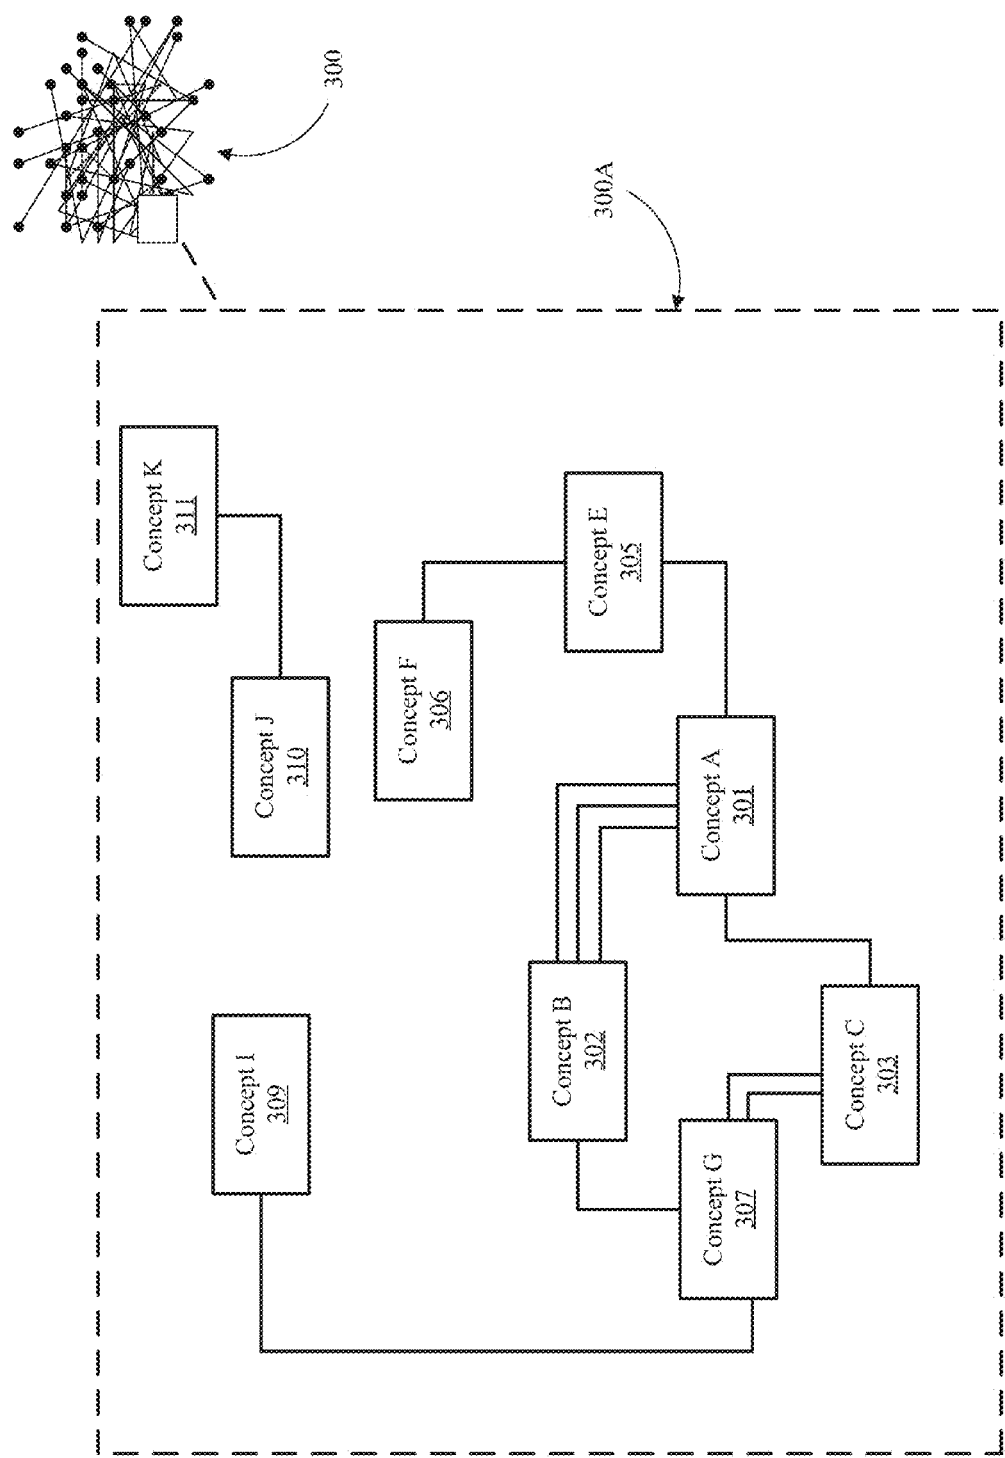 300
300A
Concept K
311
Concept J
310
Concept I
309
Concept F
306
Concept E
305
Concept B
302
Concept A
301
Concept G
307
Concept C
303